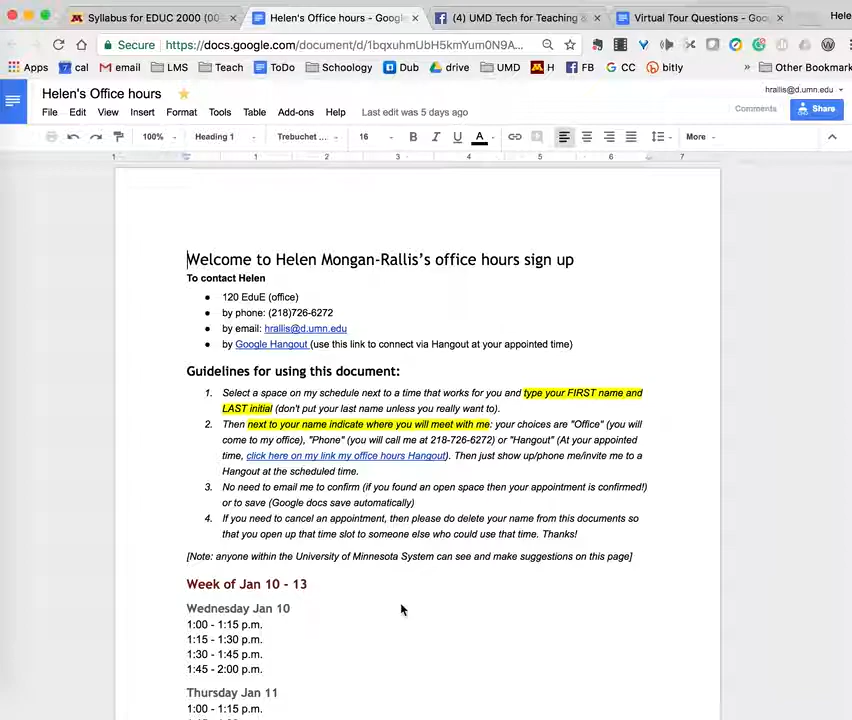 Syllabus for EDUC 2000 (00
Helen's Office hours - Google
(4) UMD Tech for Teaching &
Virtual Tour Questions - Goog
Hele
Secure https://docs.google.com/document/d/1bqxuhmUbH5kmYum0N9A...
Apps cal email LMS Teach ToDo Schoology Dub drive UMD H FB CC bitly » Other Bookmark
Helen's Office hours
hrallis@d.umn.edu
Comments Share
File Edit View Insert Format Tools Table Add-ons Help Last edit was 5 days ago
100% Heading 1 Trebuchet ... 16 B I U A More
1 1 2 3 4 5 6 7
Welcome to Helen Mongan-Rallis's office hours sign up
To contact Helen
● 120 EduE (office)
● by phone: (218)726-6272
● by email: hrallis@d.umn.edu
● by Google Hangout (use this link to connect via Hangout at your appointed time)
Guidelines for using this document:
1. Select a space on my schedule next to a time that works for you and type your FIRST name and
LAST initial (don't put your last name unless you really want to).
2. Then next to your name indicate where you will meet with me: your choices are "Office" (you will
come to my office), "Phone" (you will call me at 218-726-6272) or "Hangout" (At your appointed
time, click here on my link my office hours Hangout). Then just show up/phone me/invite me to a
Hangout at the scheduled time.
3. No need to email me to confirm (if you found an open space then your appointment is confirmed!)
or to save (Google docs save automatically)
4. If you need to cancel an appointment, then please do delete your name from this documents so
that you open up that time slot to someone else who could use that time. Thanks!
[Note: anyone within the University of Minnesota System can see and make suggestions on this page]
Week of Jan 10 - 13
Wednesday Jan 10
1:00 - 1:15 p.m.
1:15 - 1:30 p.m.
1:30 - 1:45 p.m.
1:45 - 2:00 p.m.
Thursday Jan 11
1:00 - 1:15 p.m.